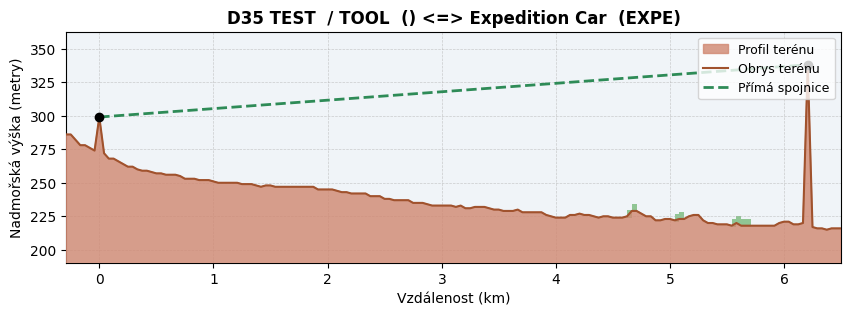 D35 TEST  / TOOL  () <=> Expedition Car  (EXPE)
Nadmořská výška (metry)
350
325
300
275
250
225
200
Profil terénu
Obrys terénu
Přímá spojnice
0
1
2
3
4
5
6
Vzdálenost (km)